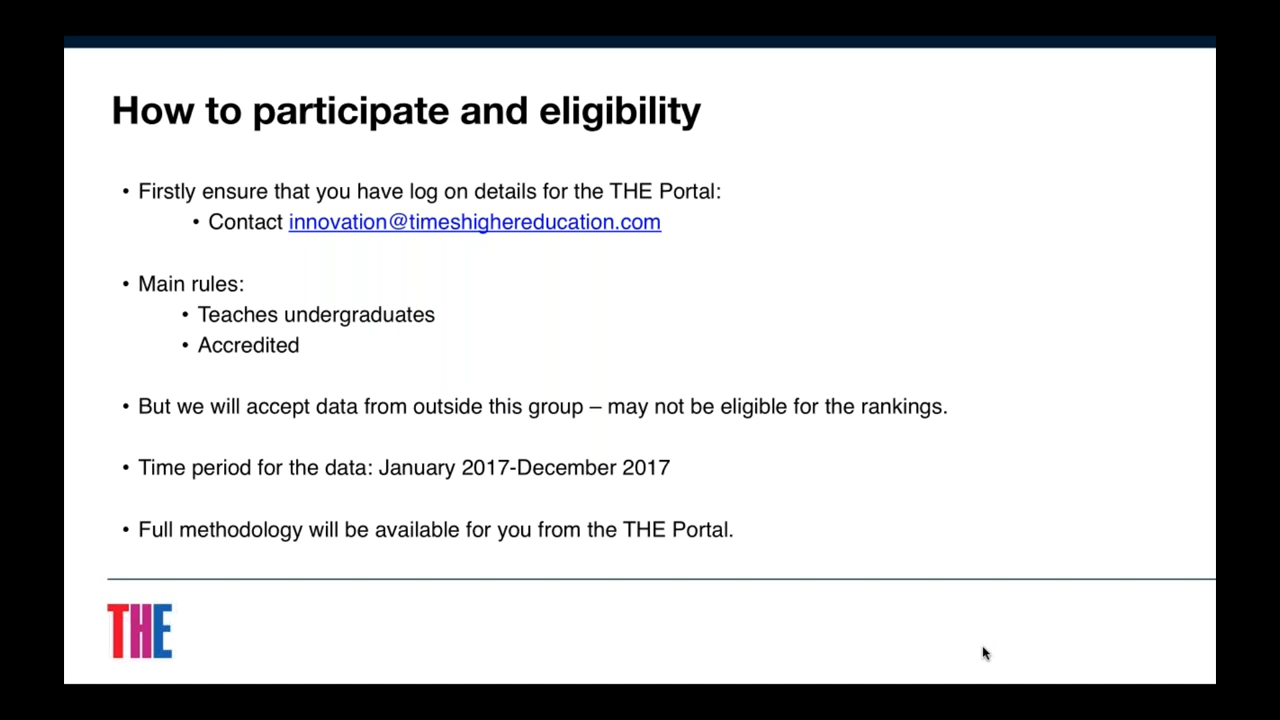 How to participate and eligibility
• Firstly ensure that you have log on details for the THE Portal:
• Contact innovation@timeshighereducation.com
• Main rules:
• Teaches undergraduates
• Accredited
• But we will accept data from outside this group – may not be eligible for the rankings.
• Time period for the data: January 2017-December 2017
• Full methodology will be available for you from the THE Portal.
THE